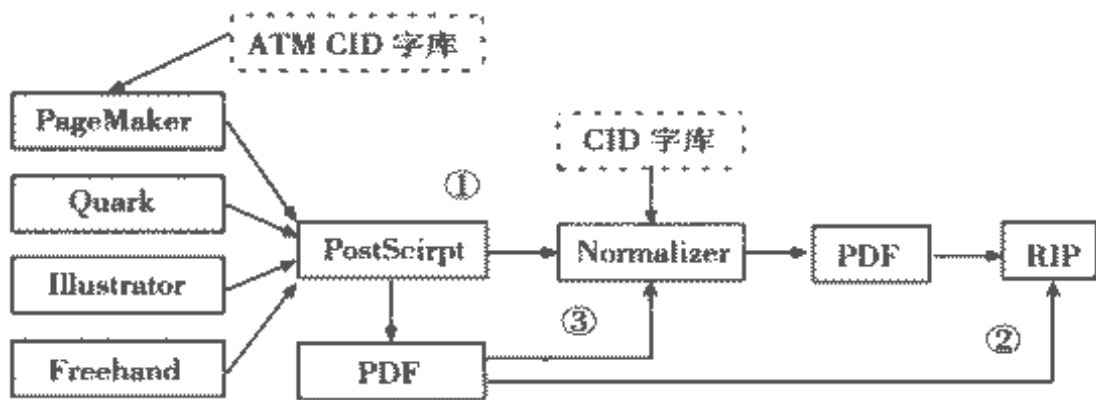 ATM CID 字库
PageMaker
CID 字库
Quark
①
PostScirpt
Normalizer
PDF
RIP
Illustrator
③
②
Freehand
PDF